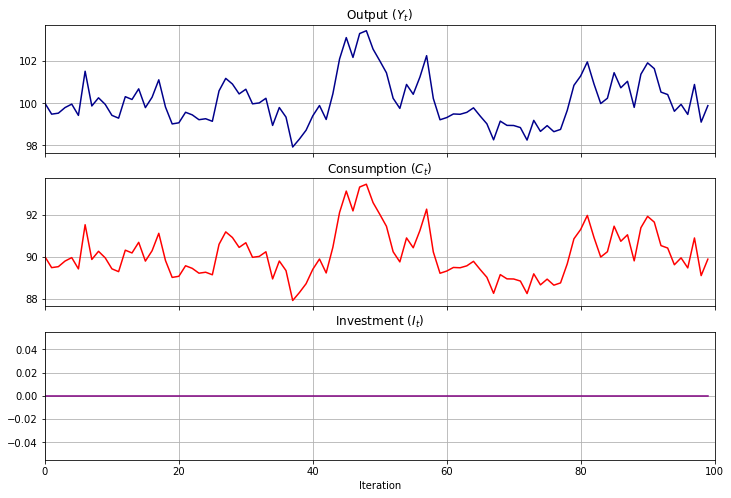 Output (Y_t)
102
100
98
Consumption (C_t)
92
90
88
Investment (I_t)
0.04
0.02
0.00
−0.02
−0.04
0 20 40 60 80 100
Iteration